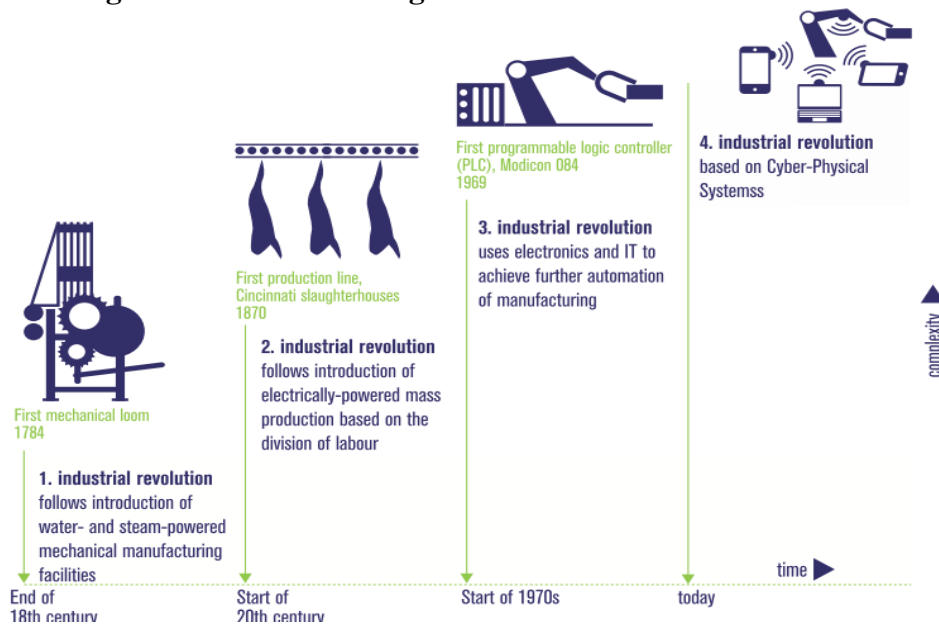 First mechanical loom
1784
1. industrial revolution
follows introduction of
water- and steam-powered
mechanical manufacturing
facilities
End of
18th century
First production line,
Cincinnati slaughterhouses
1870
2. industrial revolution
follows introduction of
electrically-powered mass
production based on the
division of labour
Start of
20th century
First programmable logic controller
(PLC), Modicon 084
1969
3. industrial revolution
uses electronics and IT to
achieve further automation
of manufacturing
Start of 1970s
4. industrial revolution
based on Cyber-Physical
Systemss
today
time
complexity